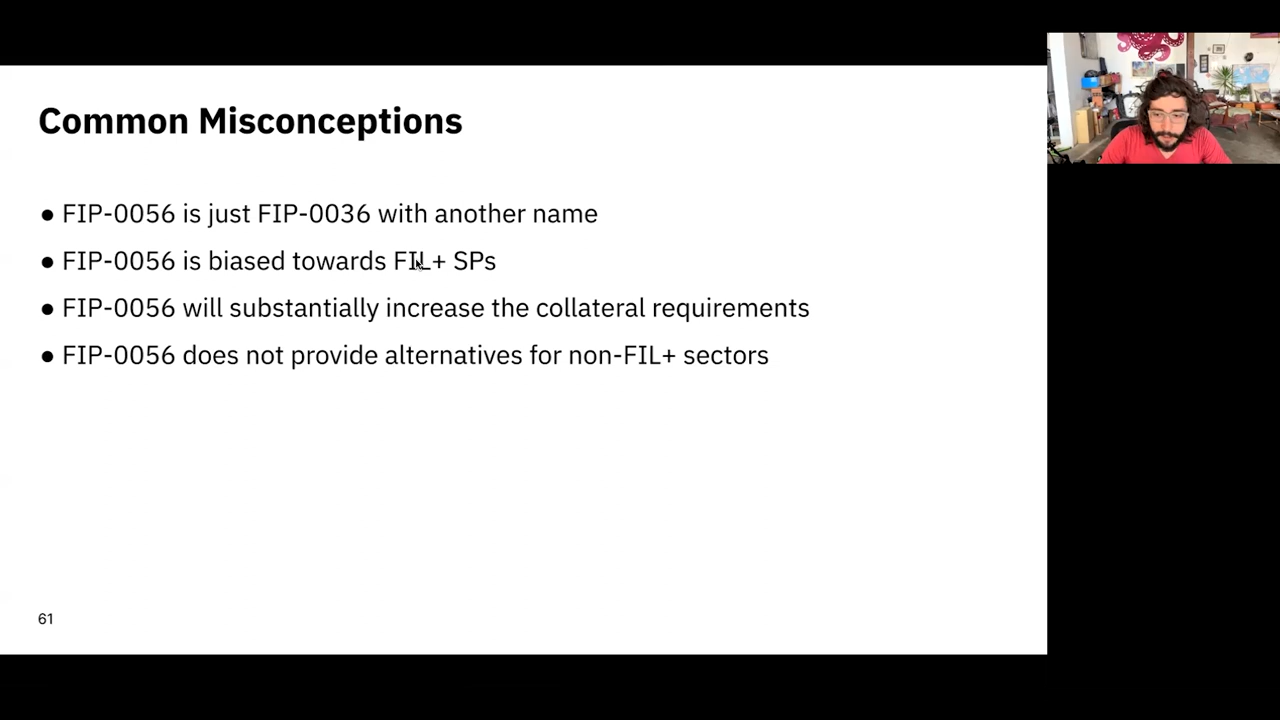 Common Misconceptions
● FIP-0056 is just FIP-0036 with another name
● FIP-0056 is biased towards FIL+ SPs
● FIP-0056 will substantially increase the collateral requirements
● FIP-0056 does not provide alternatives for non-FIL+ sectors
61